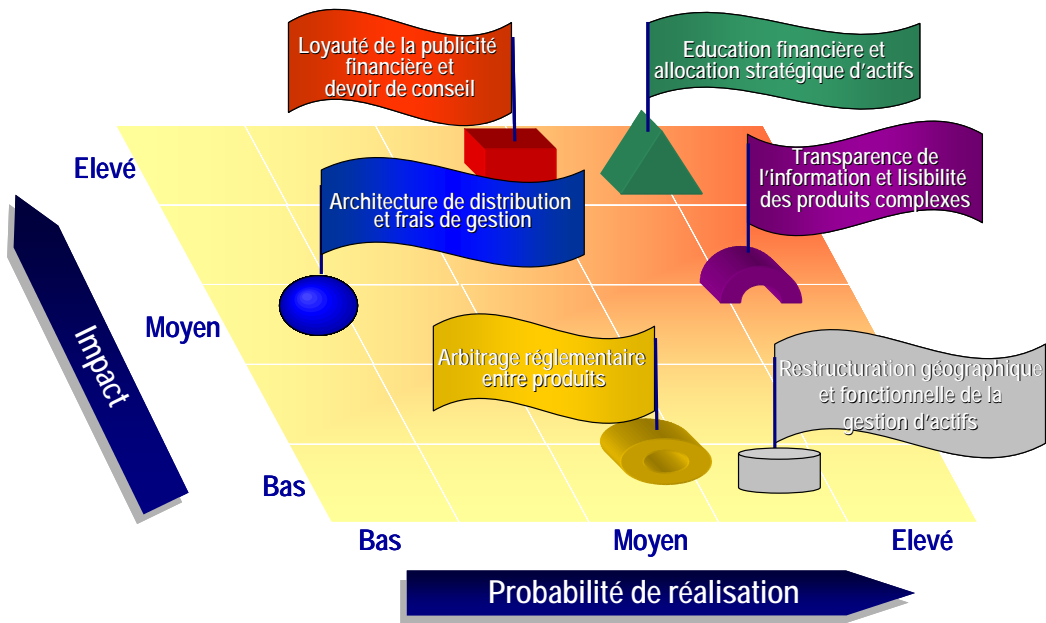 Loyauté de la publicité
financière et
devoir de conseil
Education financière et
allocation stratégique d'actifs
Elevé
Architecture de distribution
et frais de gestion
Transparence de
l'information et lisibilité
des produits complexes
Impact
Moyen
Arbitrage réglementaire
entre produits
Restructuration géographique
et fonctionnelle de la
gestion d'actifs
Bas
Bas
Moyen
Elevé
Probabilité de réalisation